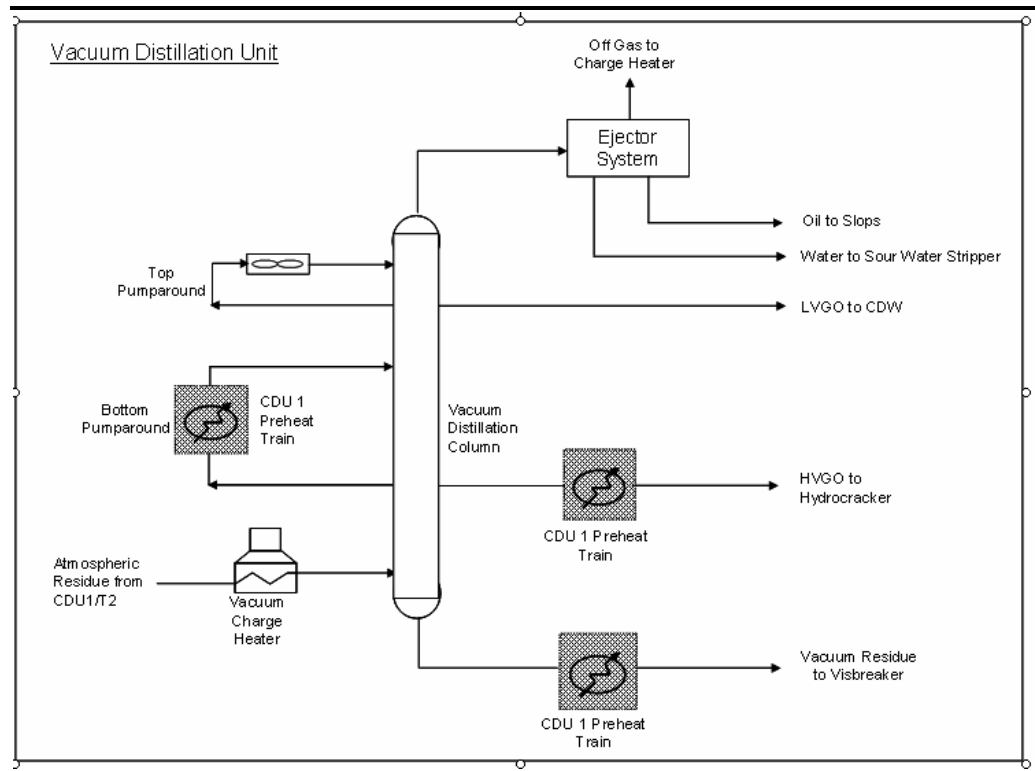 Vacuum Distillation Unit
Off Gas to
Charge Heater
Ejector
System
Oil to Slops
Water to Sour Water Stripper
Top
Pumparound
LVGO to CDW
Bottom
Pumparound
CDU 1
Preheat
Train
Vacuum
Distillation
Column
HVGO to
Hydrocracker
CDU 1 Preheat
Train
Atmospheric
Residue from
CDU1/T2
Vacuum
Charge
Heater
Vacuum Residue
to Visbreaker
CDU 1 Preheat
Train